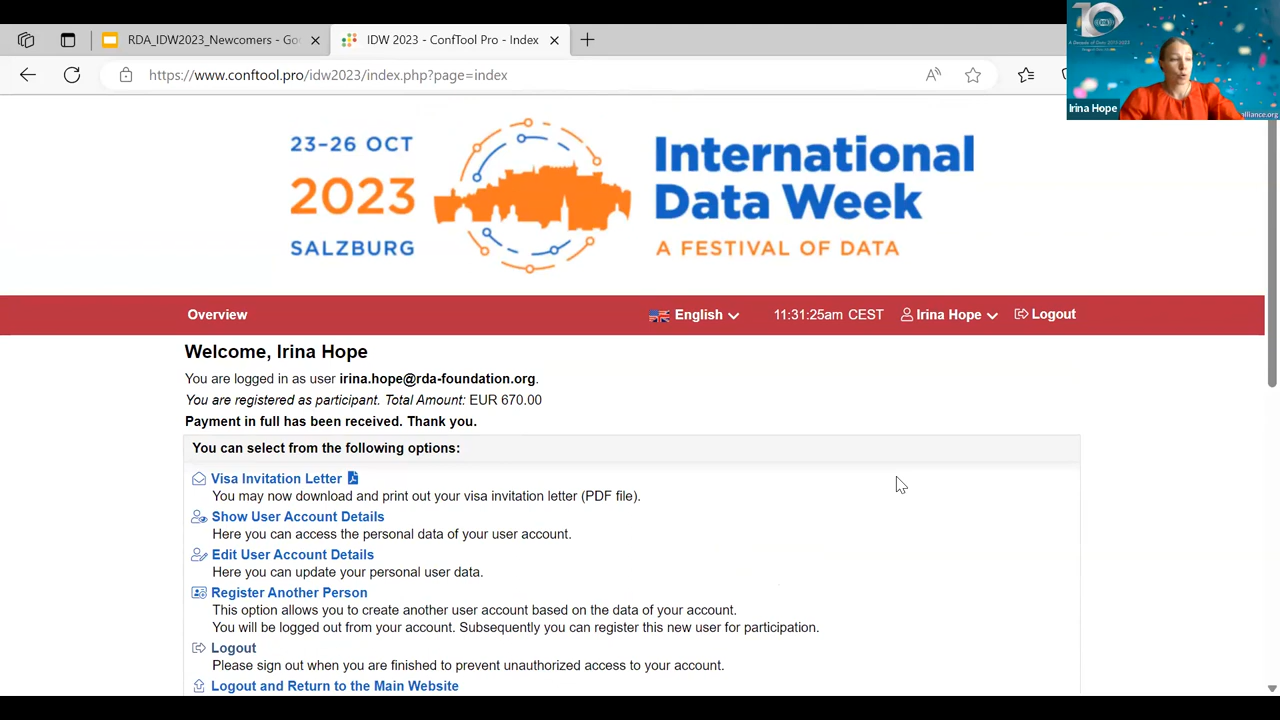 RDA_IDW2023_Newcomers - Goo
IDW 2023 - ConfTool Pro - Index
https://www.conftool.pro/idw2023/index.php?page=index
Irina Hope
alliance.org
23–26 OCT
2023
SALZBURG
International
Data Week
A FESTIVAL OF DATA
Overview
English
11:31:25am CEST
Irina Hope
Logout
Welcome, Irina Hope
You are logged in as user irina.hope@rda-foundation.org.
You are registered as participant. Total Amount: EUR 670.00
Payment in full has been received. Thank you.
You can select from the following options:
Visa Invitation Letter
You may now download and print out your visa invitation letter (PDF file).
Show User Account Details
Here you can access the personal data of your user account.
Edit User Account Details
Here you can update your personal user data.
Register Another Person
This option allows you to create another user account based on the data of your account.
You will be logged out from your account. Subsequently you can register this new user for participation.
Logout
Please sign out when you are finished to prevent unauthorized access to your account.
Logout and Return to the Main Website